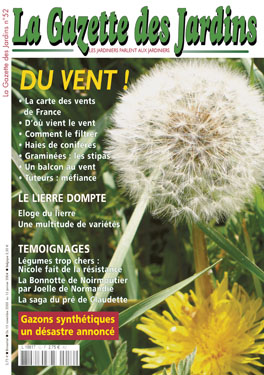 La Gazette des Jardins
LES JARDINIERS PARLENT AUX JARDINIERS
La Gazette des Jardins n°52
DU VENT !
• La carte des vents
de France
• D'où vient le vent
• Comment le filtrer
• Haies de conifères
• Graminées : les stipas
• Un balcon au vent
• Tuteurs : méfiance
LE LIERRE DOMPTE
Eloge du lierre
Une multitude de variétés
TEMOIGNAGES
Légumes trop chers :
Nicole fait de la résistance
La Bonnotte de Noirmoutier
par Joelle de Normandie
La saga du pré de Claudette
Gazons synthétiques
un désastre annoncé